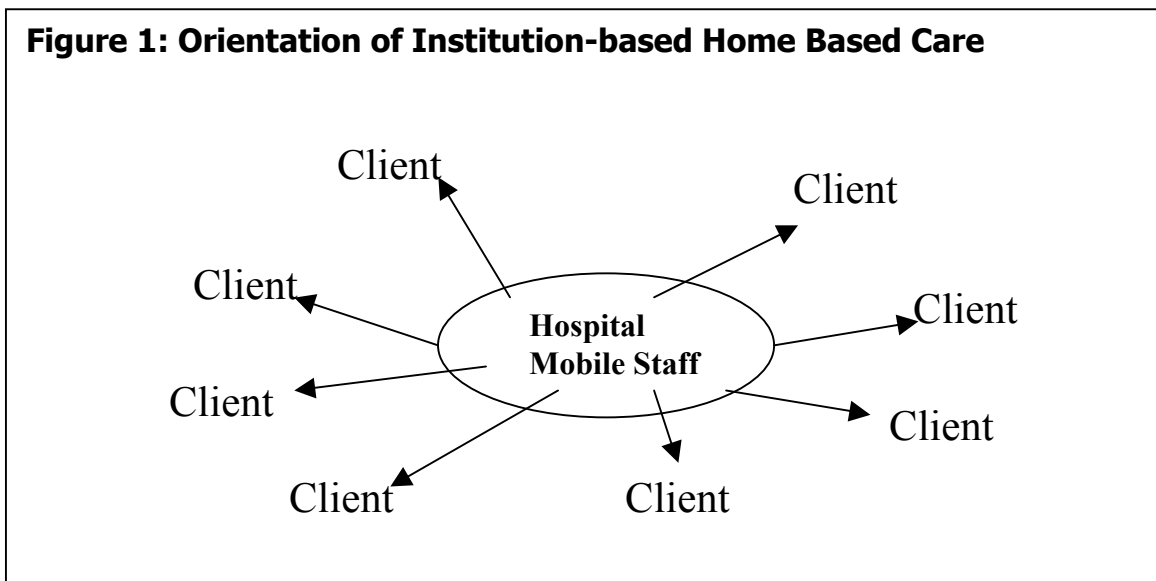 Figure 1: Orientation of Institution-based Home Based Care
Client
Client
Client
Client
Hospital
Mobile Staff
Client
Client
Client
Client